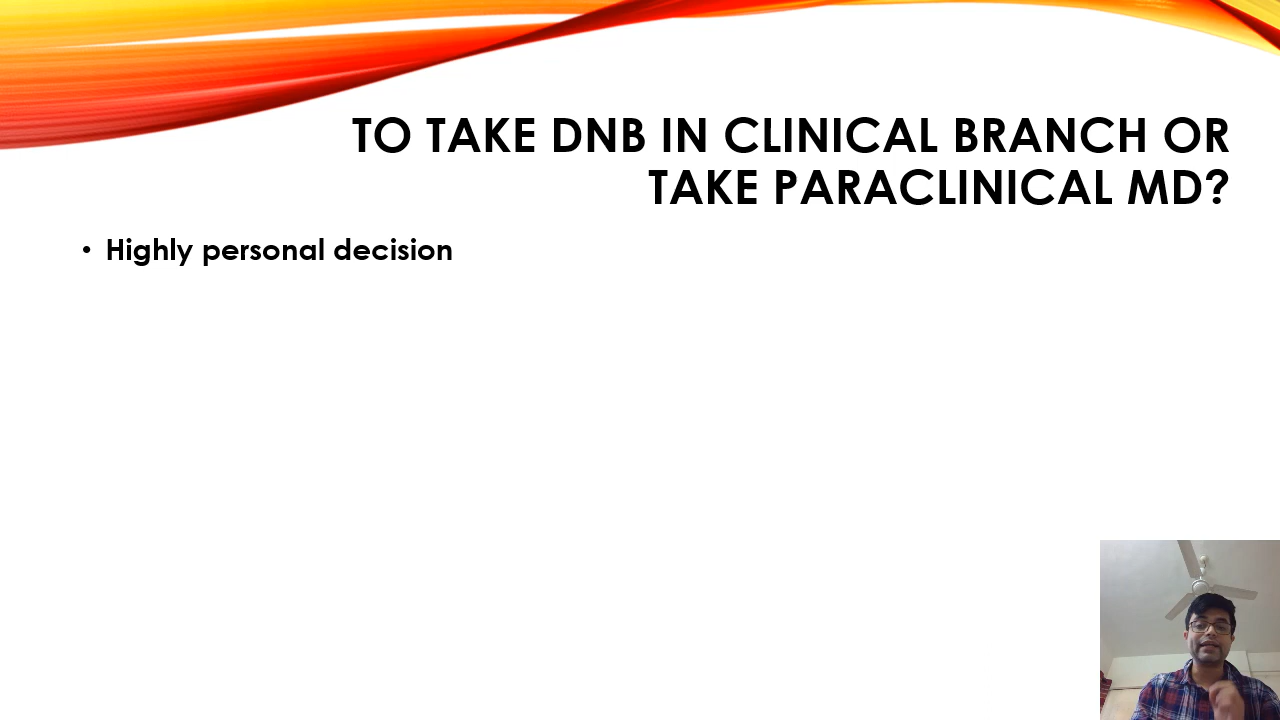 TO TAKE DNB IN CLINICAL BRANCH OR
TAKE PARACLINICAL MD?
• Highly personal decision